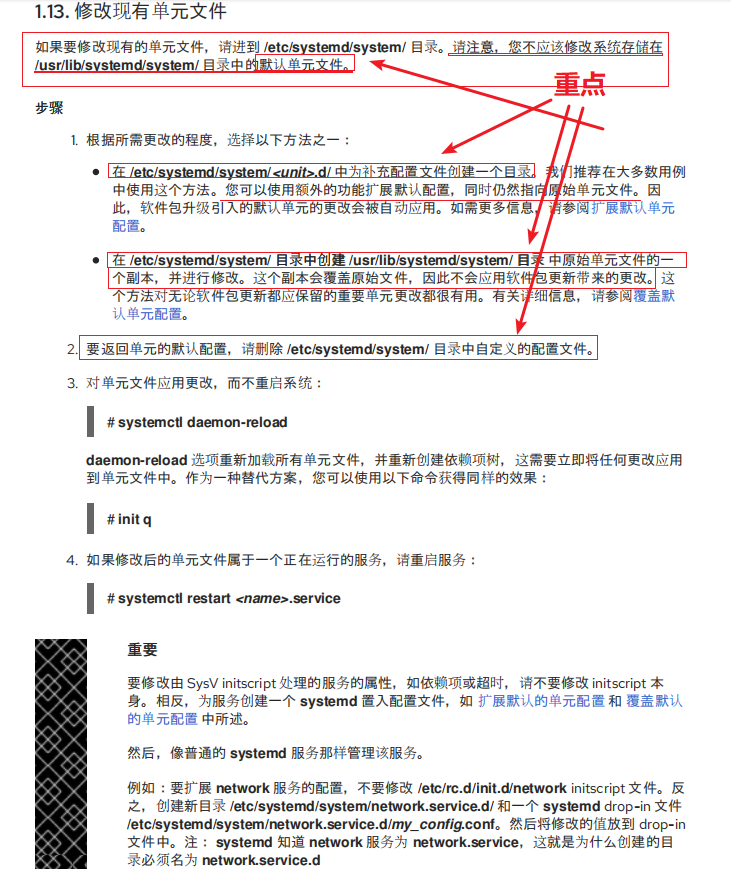 1.13. 修改现有单元文件
如果要修改现有的单元文件，请进到 /etc/systemd/system/ 目录。请注意，您不应该修改系统存储在
/usr/lib/systemd/system/ 目录中的默认单元文件。
重点
步骤
1. 根据所需更改的程度，选择以下方法之一：
● 在 /etc/systemd/system/<unit>.d/ 中为补充配置文件创建一个目录。我们推荐在大多数用例
中使用这个方法。您可以使用额外的功能扩展默认配置，同时仍然指向原始单元文件。因
此，软件包升级引入的默认单元的更改会被自动应用。如需更多信息，请参阅扩展默认单元
配置。
● 在 /etc/systemd/system/ 目录中创建 /usr/lib/systemd/system/ 目录 中原始单元文件的一
个副本，并进行修改。这个副本会覆盖原始文件，因此不会应用软件包更新带来的更改。这
个方法对无论软件包更新都应保留的重要单元更改都很有用。有关详细信息，请参阅覆盖默
认单元配置。
2. 要返回单元的默认配置，请删除 /etc/systemd/system/ 目录中自定义的配置文件。
3. 对单元文件应用更改，而不重启系统：
# systemctl daemon-reload
daemon-reload 选项重新加载所有单元文件，并重新创建依赖项树，这需要立即将任何更改应用
到单元文件中。作为一种替代方案，您可以使用以下命令获得同样的效果：
# init q
4. 如果修改后的单元文件属于一个正在运行的服务，请重启服务：
# systemctl restart <name>.service
重要
要修改由 SysV initscript 处理的服务的属性，如依赖项或超时，请不要修改 initscript 本
身。相反，为服务创建一个 systemd 置入配置文件，如 扩展默认的单元配置 和 覆盖默认
的单元配置 中所述。
然后，像普通的 systemd 服务那样管理该服务。
例如：要扩展 network 服务的配置，不要修改 /etc/rc.d/init.d/network initscript 文件。反
之，创建新目录 /etc/systemd/system/network.service.d/ 和一个 systemd drop-in 文件
/etc/systemd/system/network.service.d/my_config.conf。然后将修改的值放到 drop-in
文件中。注： systemd 知道 network 服务为 network.service，这就是为什么创建的目
录必须名为 network.service.d